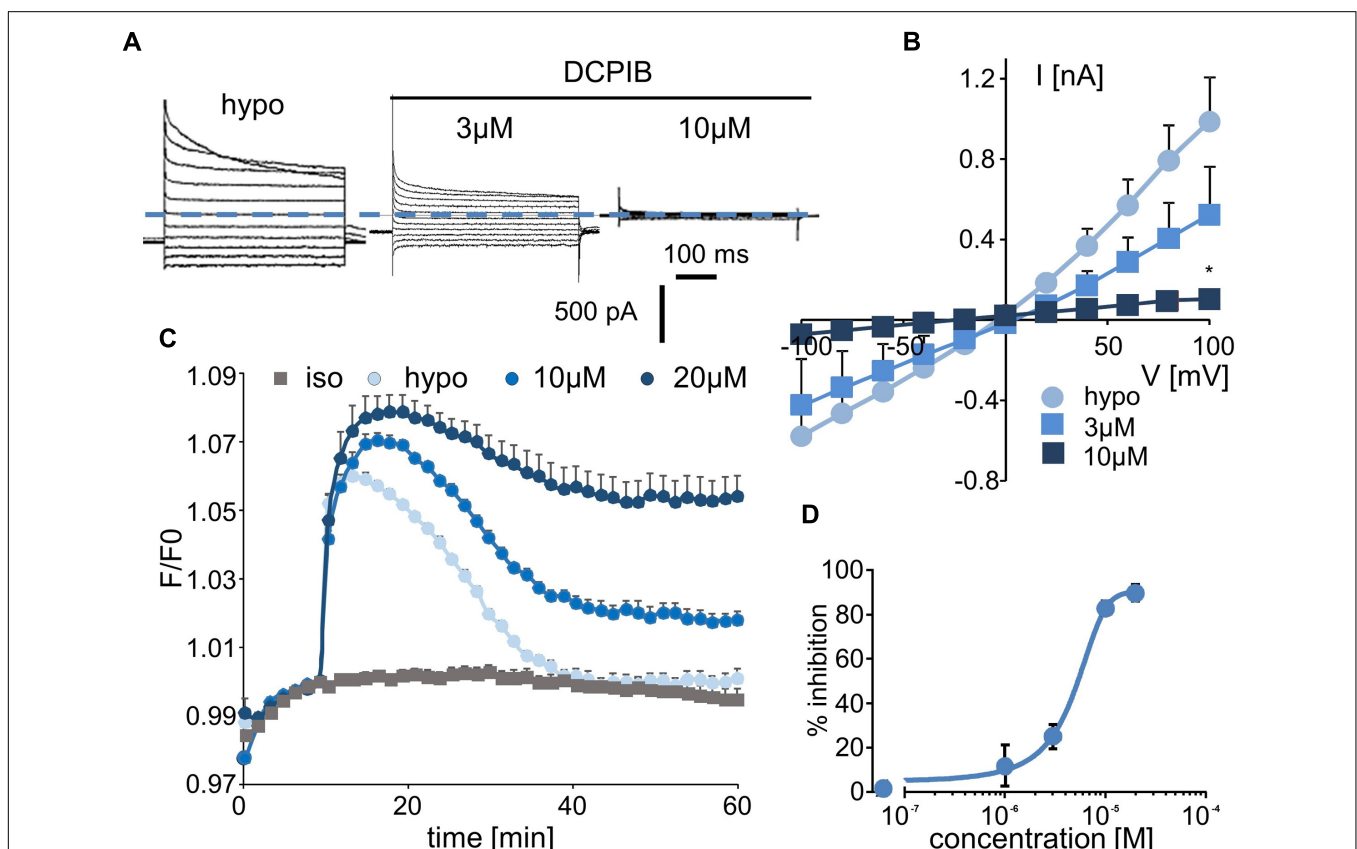 A
DCPIB
hypo
3µM
10µM
100 ms
500 pA
B
I [nA]
1.2
0.8
0.4
*
-100
-50
50
100
V [mV]
-0.4
-0.8
hypo
3µM
10µM
C
iso
hypo
10µM
20µM
1.09
1.07
1.05
1.03
1.01
0.99
0.97
F/F0
0
20
40
60
time [min]
D
100
80
60
40
20
0
% inhibition
10-7
10-6
10-5
10-4
concentration [M]